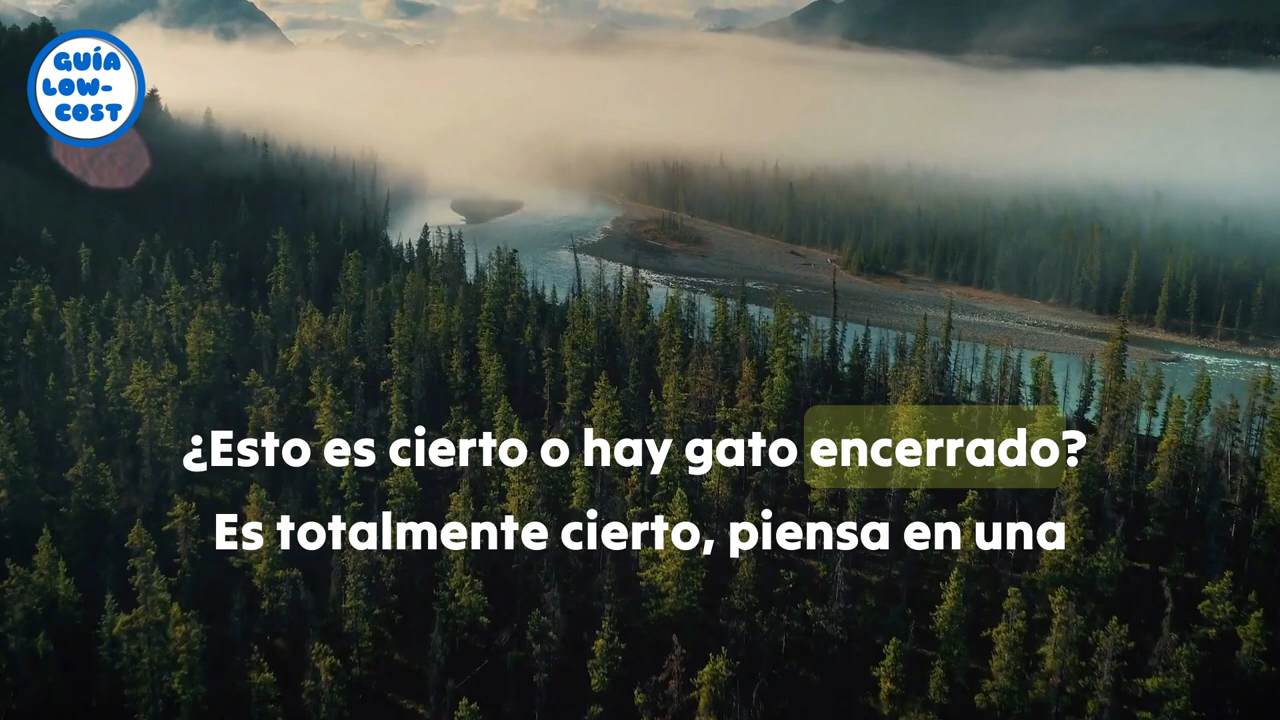 GUÍA
LOW-
COST
¿Esto es cierto o hay gato encerrado?
Es totalmente cierto, piensa en una